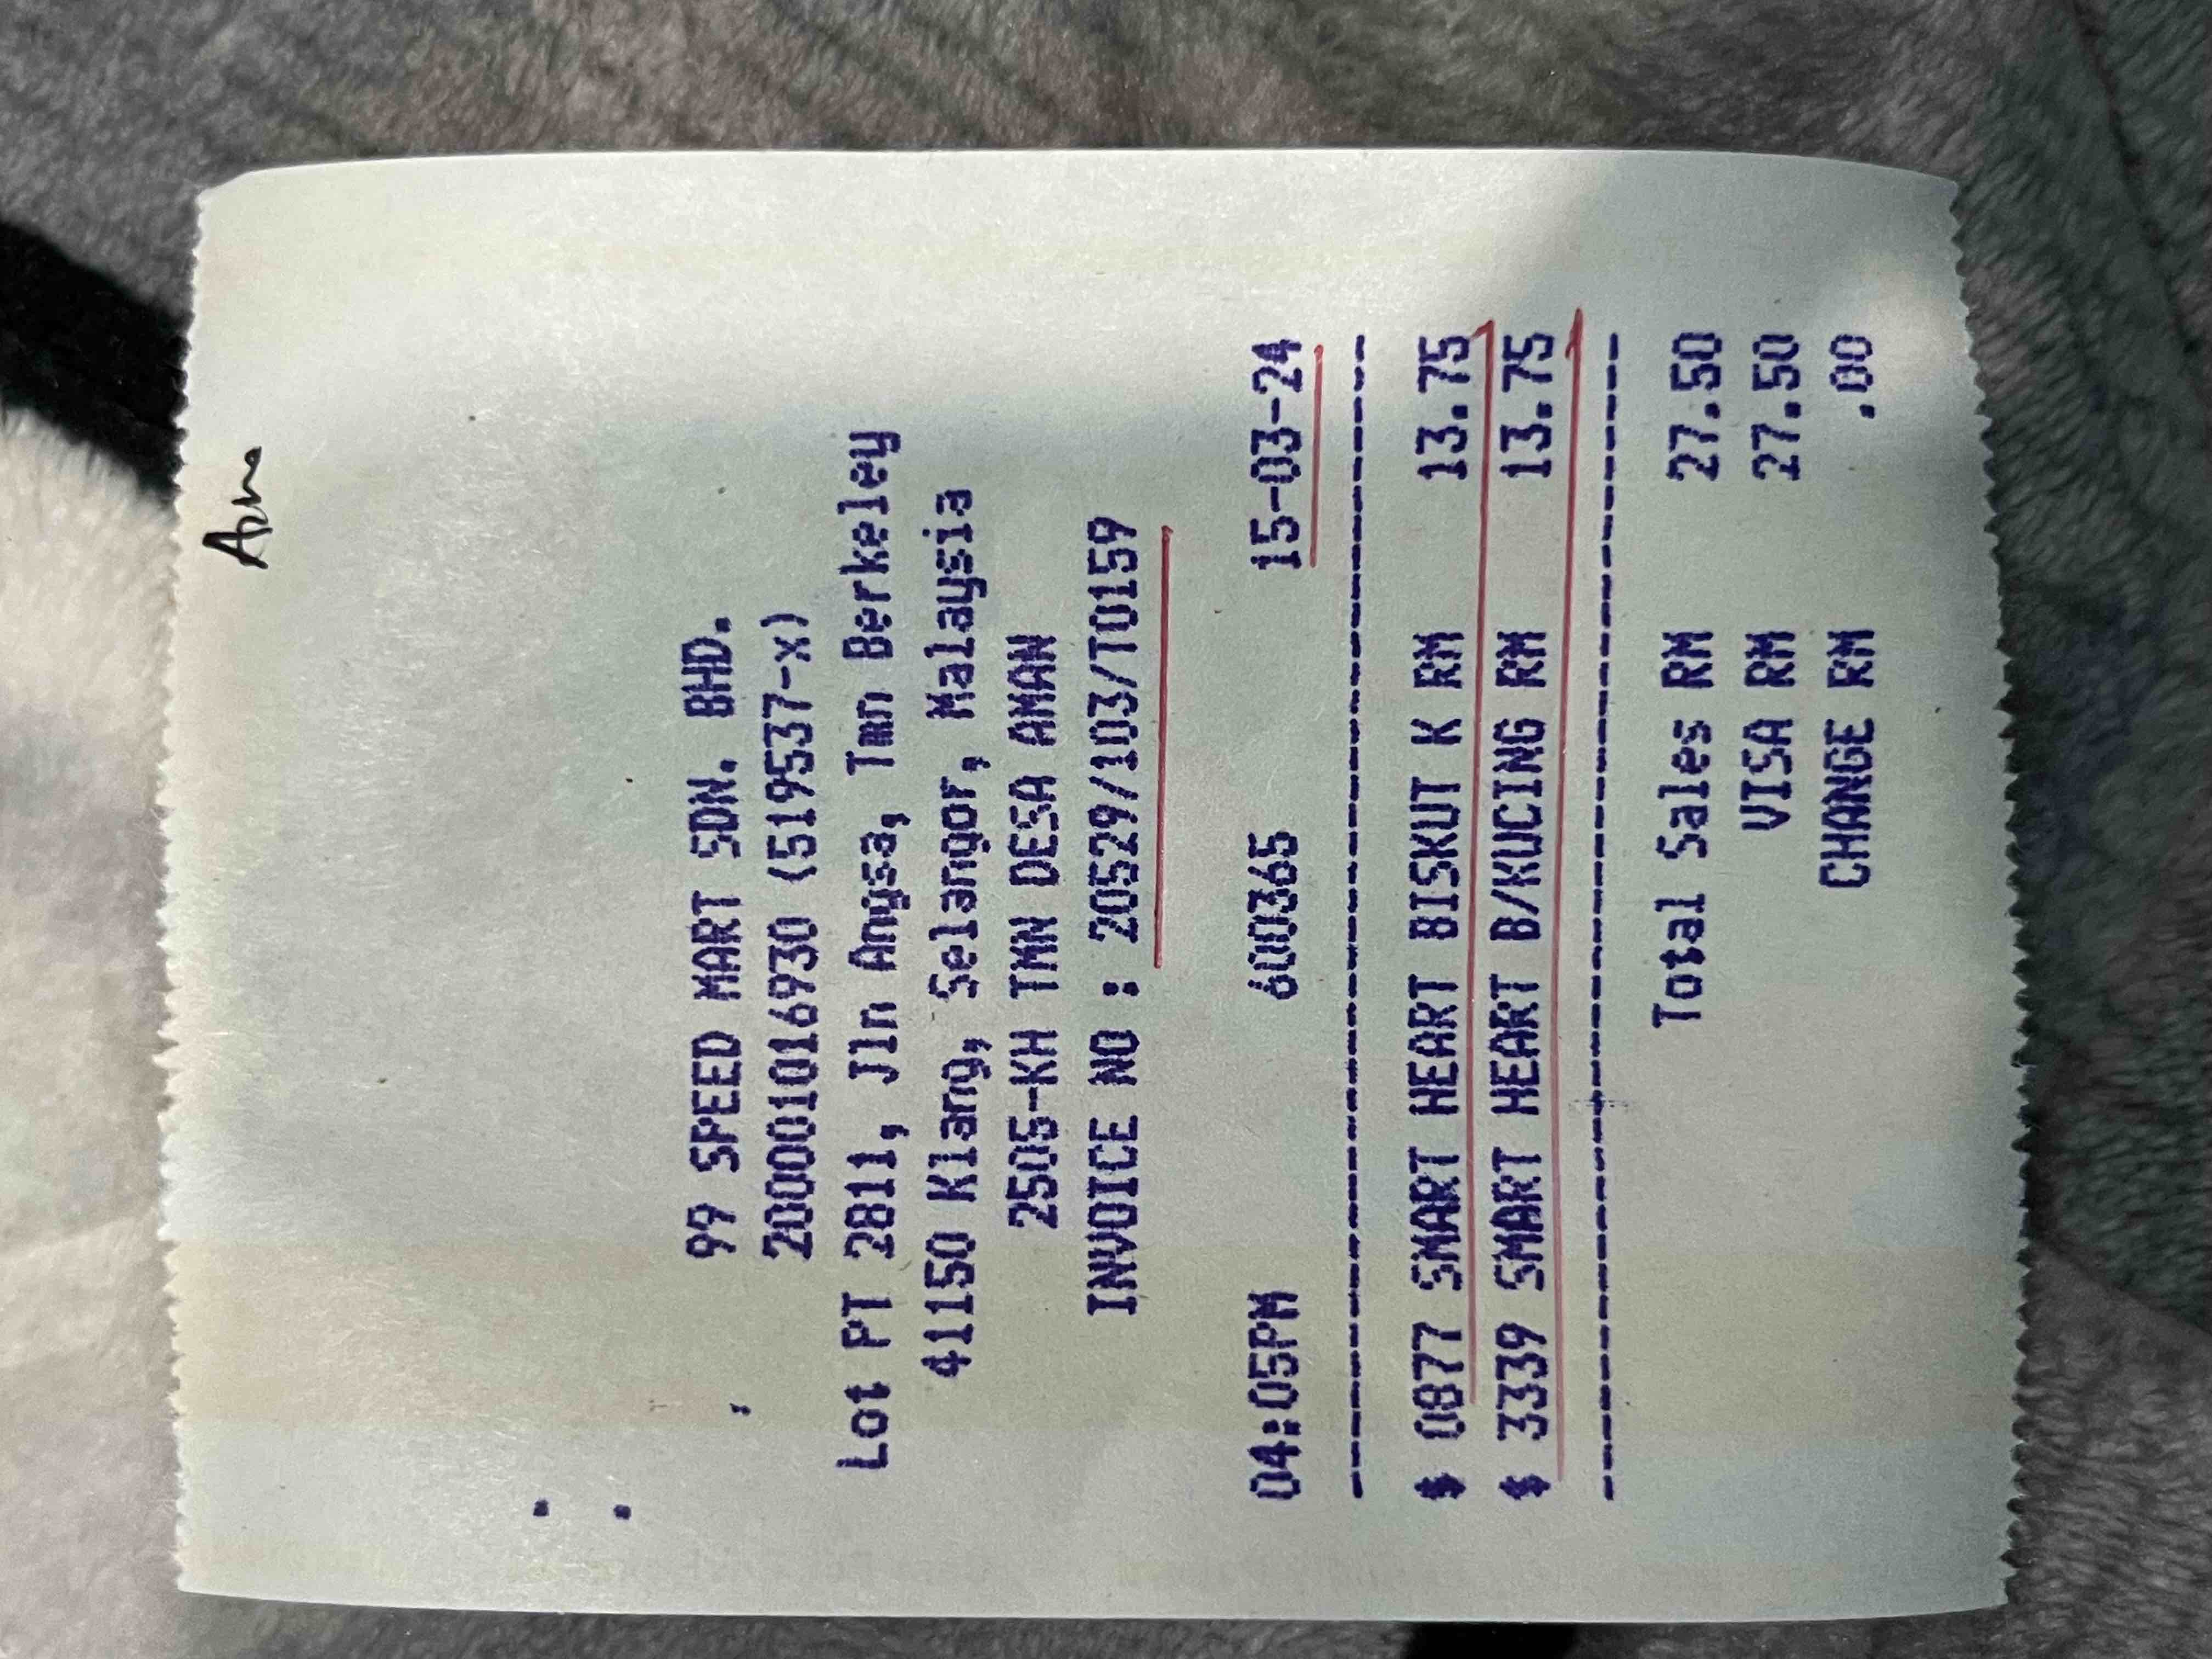 99 SPEED MART SDN. BHD.
200001016930 (519537-X)
Lot PT 2811, Jln Angsa, Tmn Berkeley
41150 Klang, Selangor, Malaysia
2505-KH TMN DESA AMAN
INVOICE NO : 20529/103/T0159
04:05PM 600365 15-03-24
$ 0877 SMART HEART BISKUT K RM 13.75
$ 3339 SMART HEART B/KUCING RM 13.75
Total Sales RM 27.50
VISA RM 27.50
CHANGE RM .00